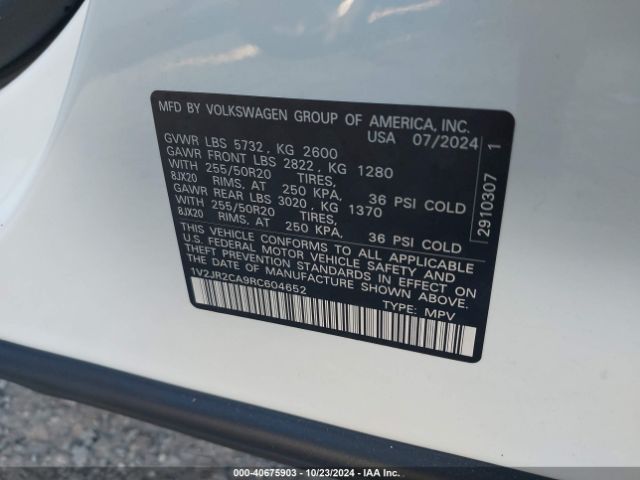 MFD BY VOLKSWAGEN GROUP OF AMERICA, INC.
USA 07/2024
GVWR LBS 5732, KG 2600
GAWR FRONT LBS 2822, KG 1280
WITH 255/50R20 TIRES,
8JX20 RIMS, AT 250 KPA, 36 PSI COLD
GAWR REAR LBS 3020, KG 1370
WITH 255/50R20 TIRES,
8JX20 RIMS, AT 250 KPA, 36 PSI COLD
THIS VEHICLE CONFORMS TO ALL APPLICABLE
U.S. FEDERAL MOTOR VEHICLE SAFETY AND
THEFT PREVENTION STANDARDS IN EFFECT ON
THE DATE OF MANUFACTURE SHOWN ABOVE.
1V2JR2CA9RC604652
TYPE: MPV
2910307 1
000-40675903 - 10/23/2024 - IAA Inc.